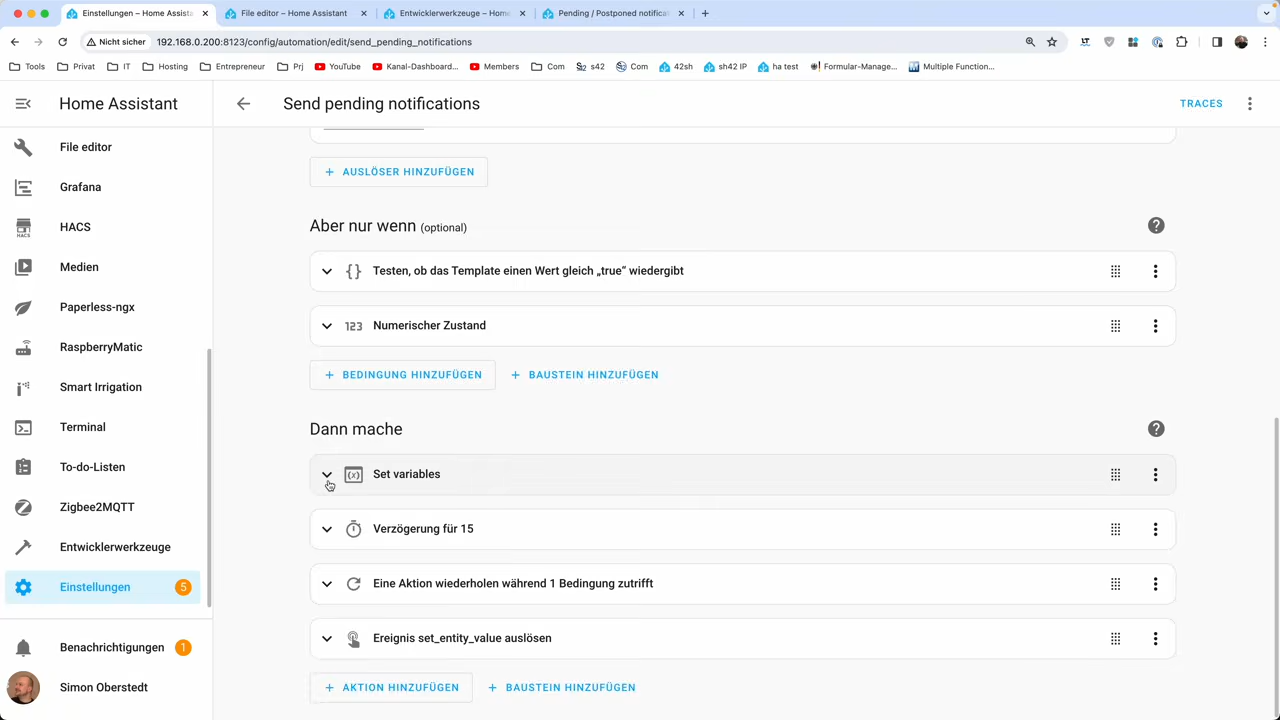 Einstellungen – Home Assista
File editor – Home Assistant
Entwicklerwerkzeuge – Home
Pending / Postponed notificat
Nicht sicher
192.168.0.200:8123/config/automation/edit/send_pending_notifications
Tools
Privat
IT
Hosting
Entrepreneur
Prj
YouTube
Kanal-Dashboard...
Members
Com
s42
Com
42sh
sh42 IP
ha test
Formular-Manage...
Multiple Function...
Home Assistant
Send pending notifications
TRACES
File editor
Grafana
HACS
Medien
Paperless-ngx
RaspberryMatic
Smart Irrigation
Terminal
To-do-Listen
Zigbee2MQTT
Entwicklerwerkzeuge
Einstellungen
5
Benachrichtigungen
1
Simon Oberstedt
+ AUSLÖSER HINZUFÜGEN
Aber nur wenn (optional)
Testen, ob das Template einen Wert gleich „true“ wiedergibt
123 Numerischer Zustand
+ BEDINGUNG HINZUFÜGEN
+ BAUSTEIN HINZUFÜGEN
Dann mache
Set variables
Verzögerung für 15
Eine Aktion wiederholen während 1 Bedingung zutrifft
Ereignis set_entity_value auslösen
+ AKTION HINZUFÜGEN
+ BAUSTEIN HINZUFÜGEN